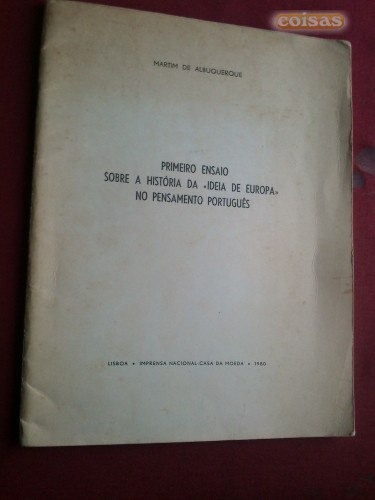 coisas
MARTIM DE ALBUQUERQUE
PRIMEIRO ENSAIO
SOBRE A HISTÓRIA DA «IDEIA DE EUROPA»
NO PENSAMENTO PORTUGUÊS
LISBOA • IMPRENSA NACIONAL-CASA DA MOEDA • 1980